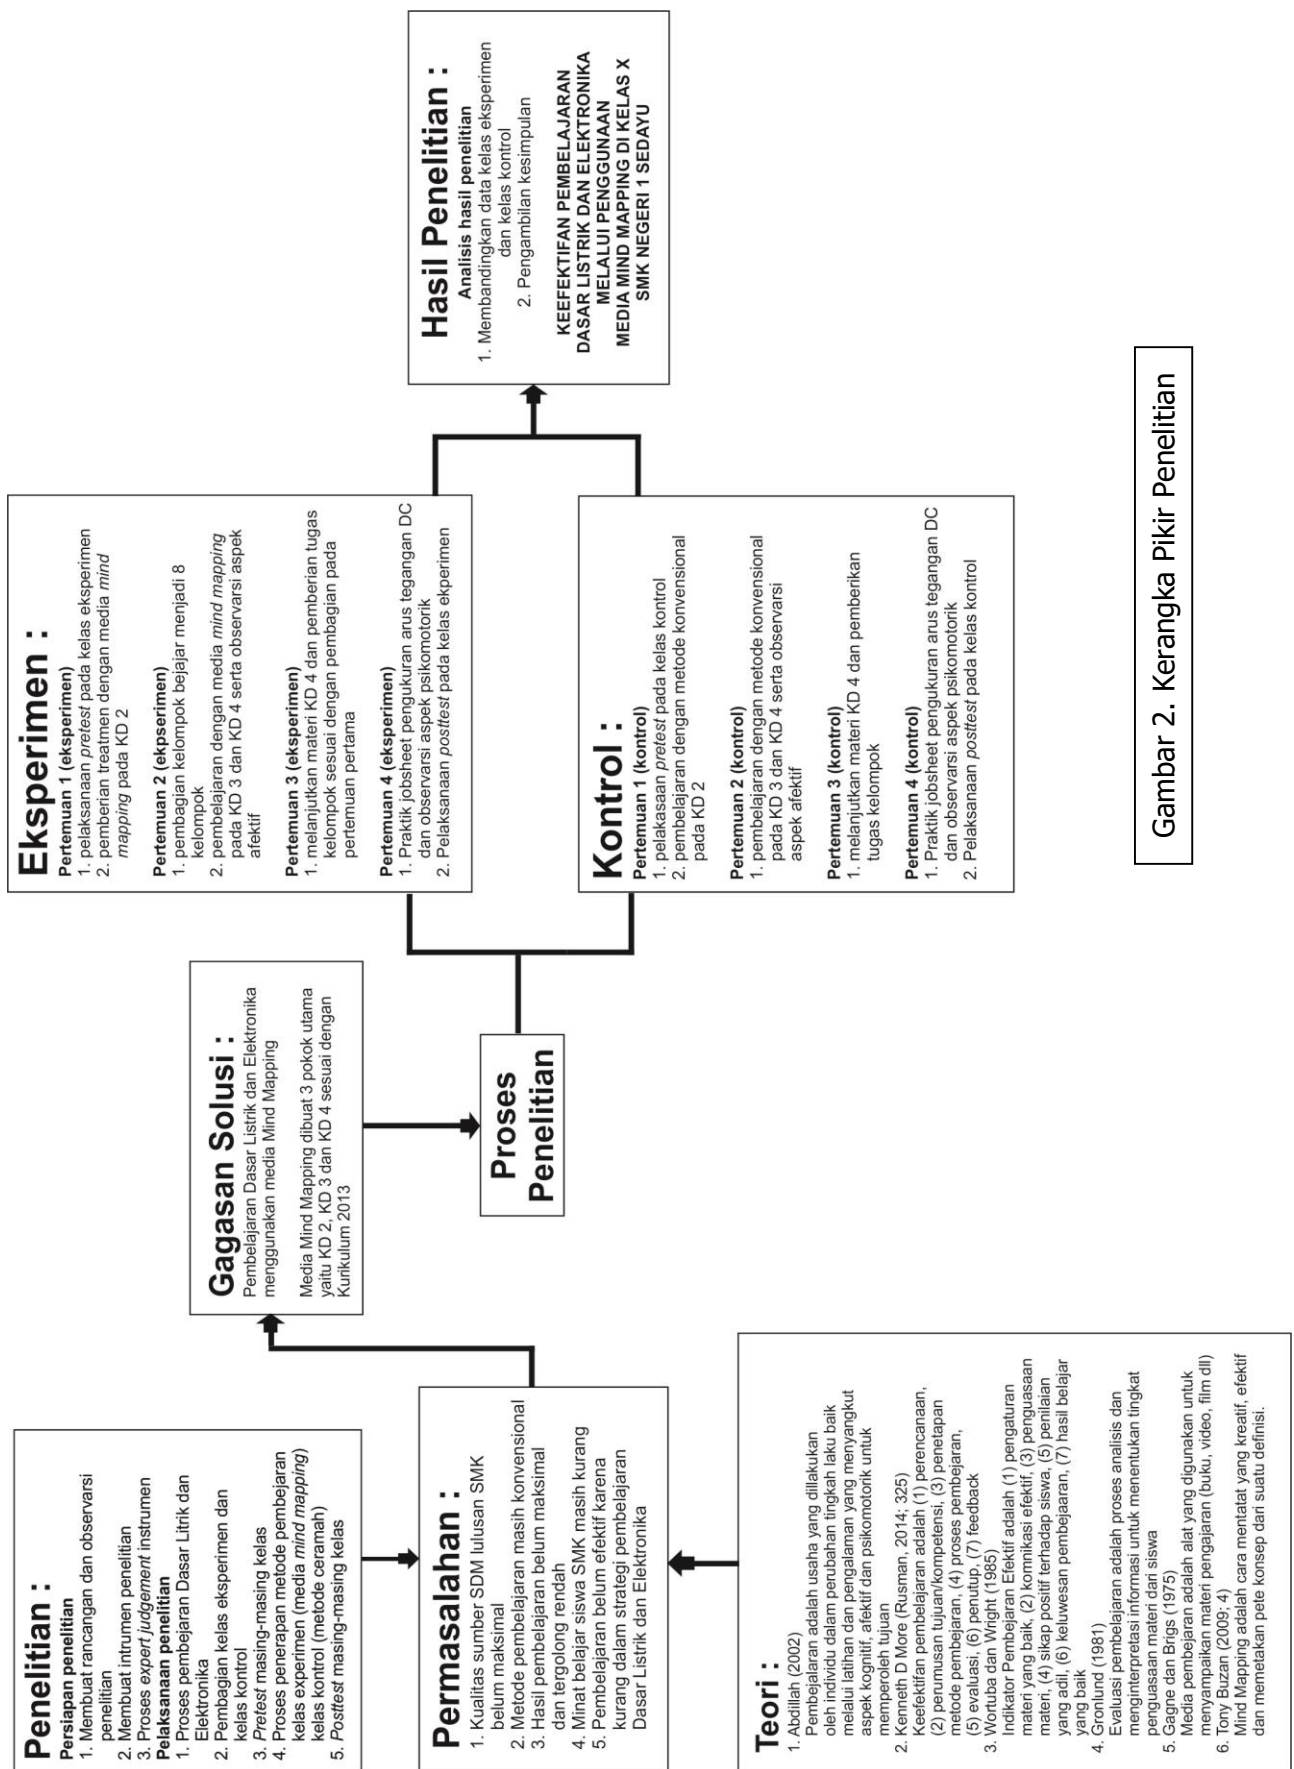 Penelitian :
Persiapan penelitian
1. Membuat rancangan dan observarsi
penelitian
2. Membuat intrumen penelitian
3. Proses expert judgement instrumen
Pelaksanaan penelitian
1. Proses pembejaran Dasar Litrik dan
Elektronika
2. Pembagian kelas eksperimen dan
kelas kontrol
3. Pretest masing-masing kelas
4. Proses penerapan metode pembejaran
kelas experimen (media mind mapping)
kelas kontrol (metode ceramah)
5. Posttest masing-masing kelas
Permasalahan :
1. Kualitas sumber SDM lulusan SMK
belum maksimal
2. Metode pembelajaran masih konvensional
3. Hasil pembelajaran belum maksimal
dan tergolong rendah
4. Minat belajar siswa SMK masih kurang
5. Pembelajaran belum efektif karena
kurang dalam strategi pembelajaran
Dasar Listrik dan Elektronika
Teori :
1. Abdillah (2002)
Pembejalaran adalah usaha yang dillakukan
oleh individu dalam perubahan tingkah laku baik
melalui latihan dan pengalaman yang menyangkut
aspek kognitif, afektif dan psikomotorik untuk
memperoleh tujuan
2. Kenneth D More (Rusman, 2014; 325)
Keefektifan pembelajaran adalah (1) perencanaan,
(2) perumusan tujuan/kompetensi, (3) penetapan
metode pembejaran, (4) proses pembejaran,
(5) evaluasi, (6) penutup, (7) feedback
3. Wortuba dan Wright (1985)
Indikator Pembejaran Efektif adalah (1) pengaturan
materi yang baik, (2) komnikasi efektif, (3) penguasaan
materi, (4) sikap positif terhadap siswa, (5) penilaian
yang adil, (6) keluwesan pembejaaran, (7) hasil belajar
yang baik
4. Gronlund (1981)
Evaluasi pembelajaran adalah proses analisis dan
menginterpretasi informasi untuk mementukan tingkat
penguasaan materi dari siswa
5. Gagne dan Brigs (1975)
Media pembejaran adalah alat yang digunakan untuk
menyampaikan materi pengajaran (buku, video, film dll)
6. Tony Buzan (2009; 4)
Mind Mapping adalah cara mentatat yang kreatif, efektif
dan memetakan pete konsep dari suatu definisi.
Gagasan Solusi :
Pembelajaran Dasar Listrik dan Elektronika
menggunakan media Mind Mapping
Media Mind Mapping dibuat 3 pokok utama
yaitu KD 2, KD 3 dan KD 4 sesuai dengan
Kurikulum 2013
Proses
Penelitian
Eksperimen :
Pertemuan 1 (eksperimen)
1. pelaksanaan pretest pada kelas eksperimen
2. pemberian treatmen dengan media mind
mapping pada KD 2
Pertemuan 2 (ekpserimen)
1. pembagian kelompok bejajar menjadi 8
kelompok
2. pembelajaran dengan media mind mapping
pada KD 3 dan KD 4 serta observarsi aspek
afektif
Pertemuan 3 (eksperimen)
1. melanjutkan materi KD 4 dan pemberian tugas
kelompok sesuai dengan pembagian pada
pertemuan pertama
Pertemuan 4 (eksperimen)
1. Praktik jobsheet pengukuran arus tegangan DC
dan observarsi aspek psikomotorik
2. Pelaksanaan posttest pada kelas ekperimen
Kontrol :
Pertemuan 1 (kontrol)
1. pelakasaan pretest pada kelas kontrol
2. pembelajaran dengan metode konvensional
pada KD 2
Pertemuan 2 (kontrol)
1. pembelajaran dengan metode konvensional
pada KD 3 dan KD 4 serta observarsi
aspek afektif
Pertemuan 3 (kontrol)
1. melanjutkan materi KD 4 dan pemberikan
tugas kelompok
Pertemuan 4 (kontrol)
1. Praktik jobsheet pengukuran arus tegangan DC
dan observarsi aspek psikomotorik
2. Pelaksanaan posttest pada kelas kontrol
Hasil Penelitian :
Analisis hasil penelitian
1. Membandingkan data kelas eksperimen
dan kelas kontrol
2. Pengambilan kesimpulan
KEEFEKTIFAN PEMBELAJARAN
DASAR LISTRIK DAN ELEKTRONIKA
MELALUI PENGGUNAAN
MEDIA MIND MAPPING DI KELAS X
SMK NEGERI 1 SEDAYU
Gambar 2. Kerangka Pikir Penelitian